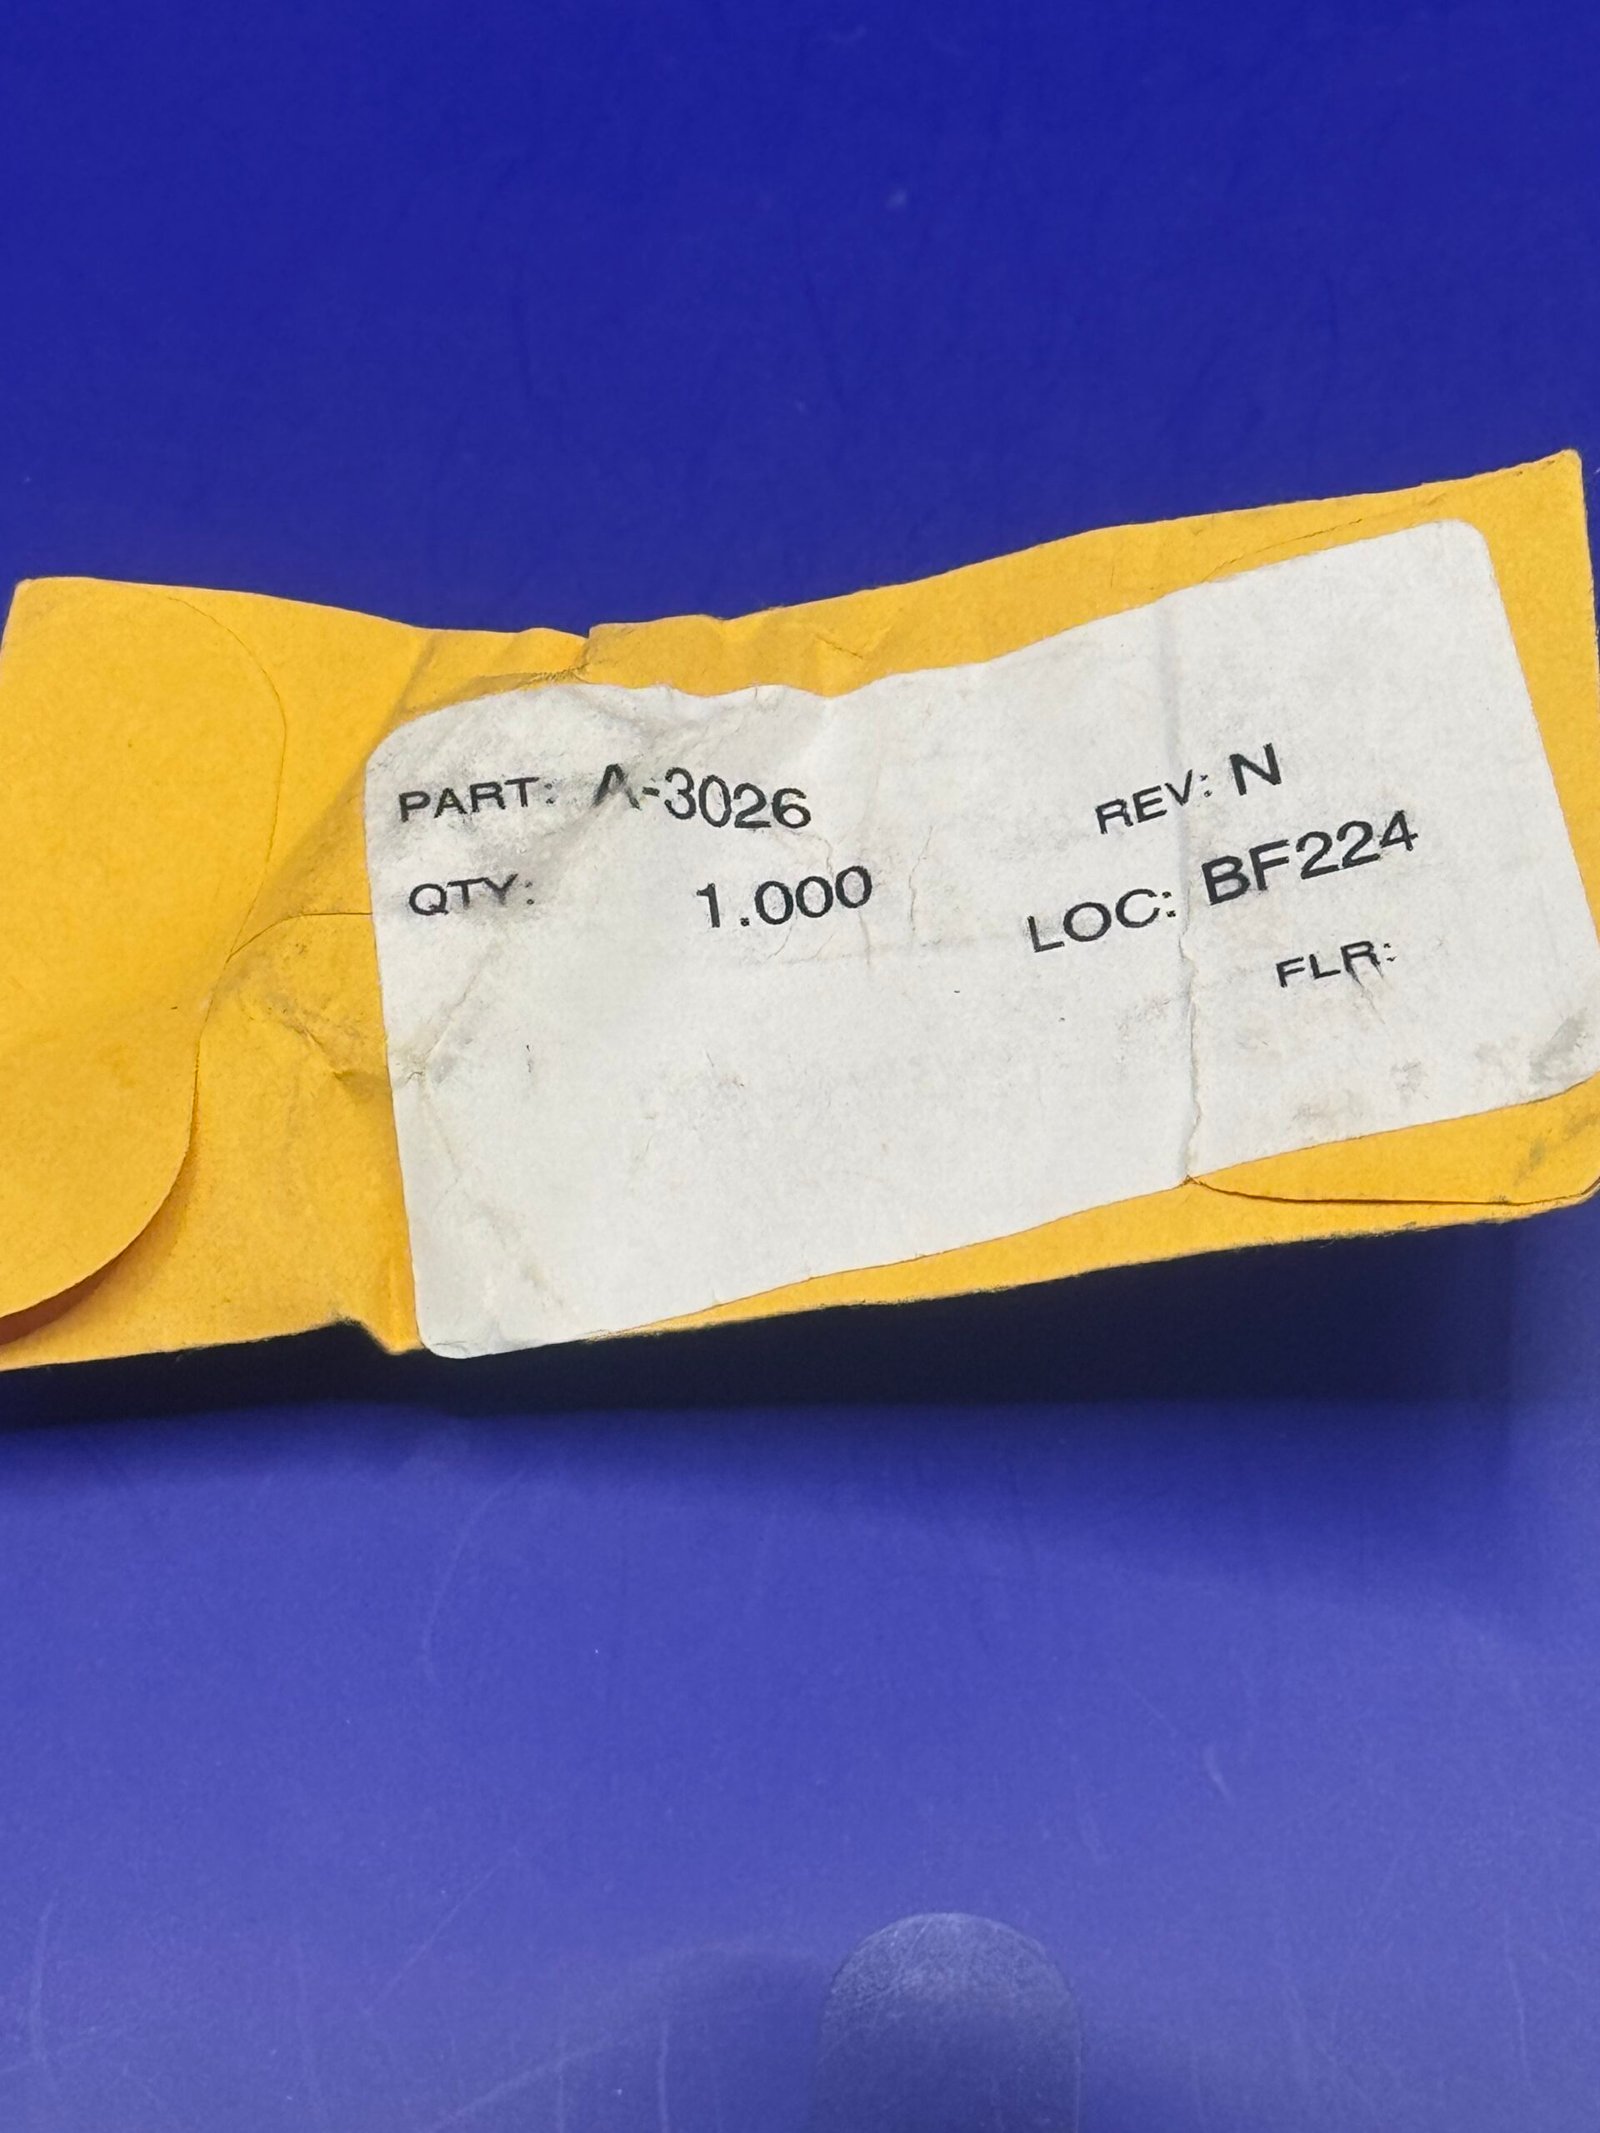 PART: A-3026 REV: N
QTY: 1.000 LOC: BF224
FLR: